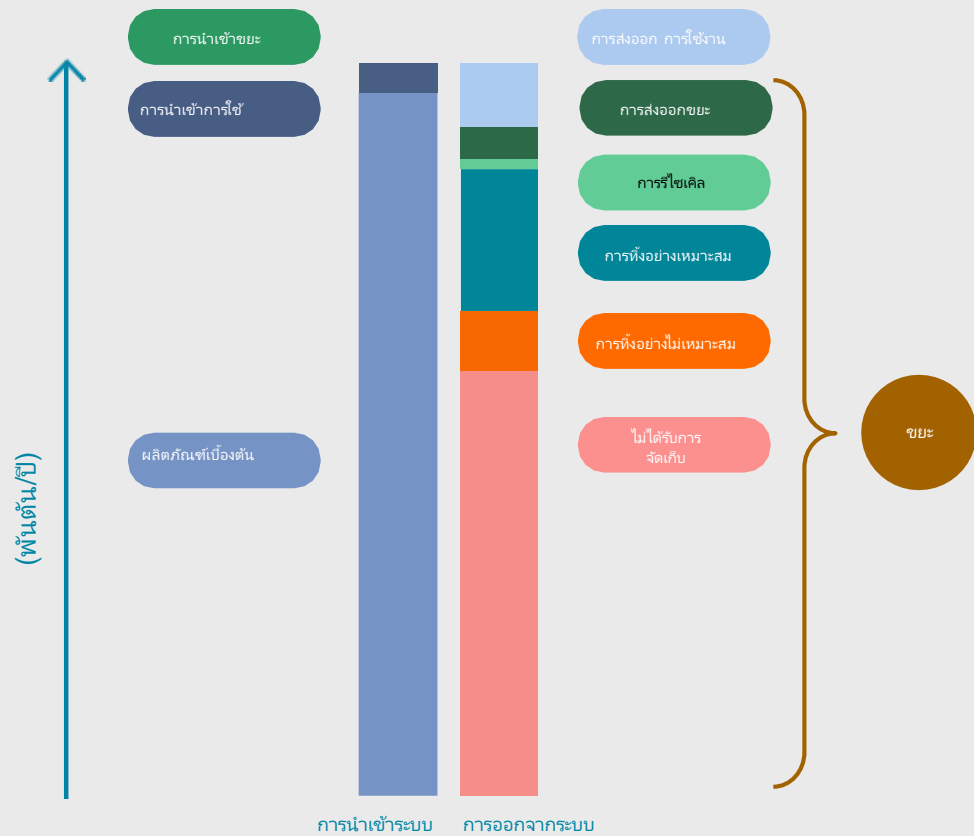 การนำเข้าขยะ
การนำเข้าการใช้
ผลิตภัณฑ์เบื้องต้น
(พันตัน/ปี)
การส่งออก การใช้งาน
การส่งออกขยะ
การรีไซเคิล
การทิ้งอย่างเหมาะสม
การทิ้งอย่างไม่เหมาะสม
ไม่ได้รับการ
จัดเก็บ
ขยะ
การนำเข้าระบบ
การออกจากระบบ